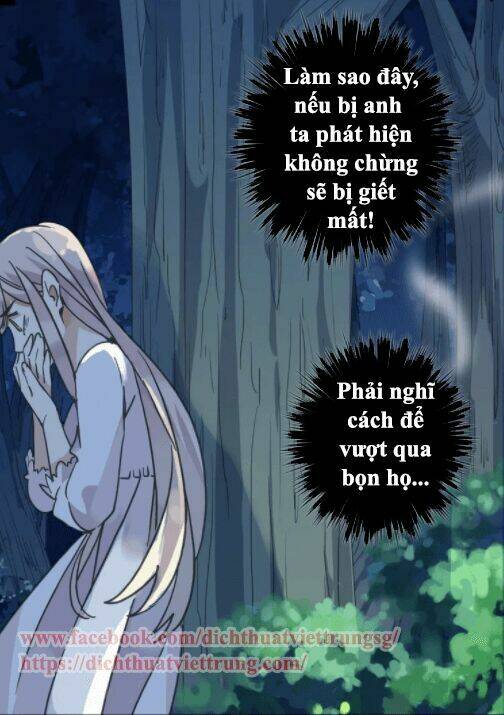 Làm sao đây,
nếu bị anh
ta phát hiện
không chừng
sẽ bị giết
mất!
Phải nghĩ
cách để
vượt qua
bọn họ...
www.facebook.com/dichthuatviettrungsg/
https://dichthuatviettrung.com/